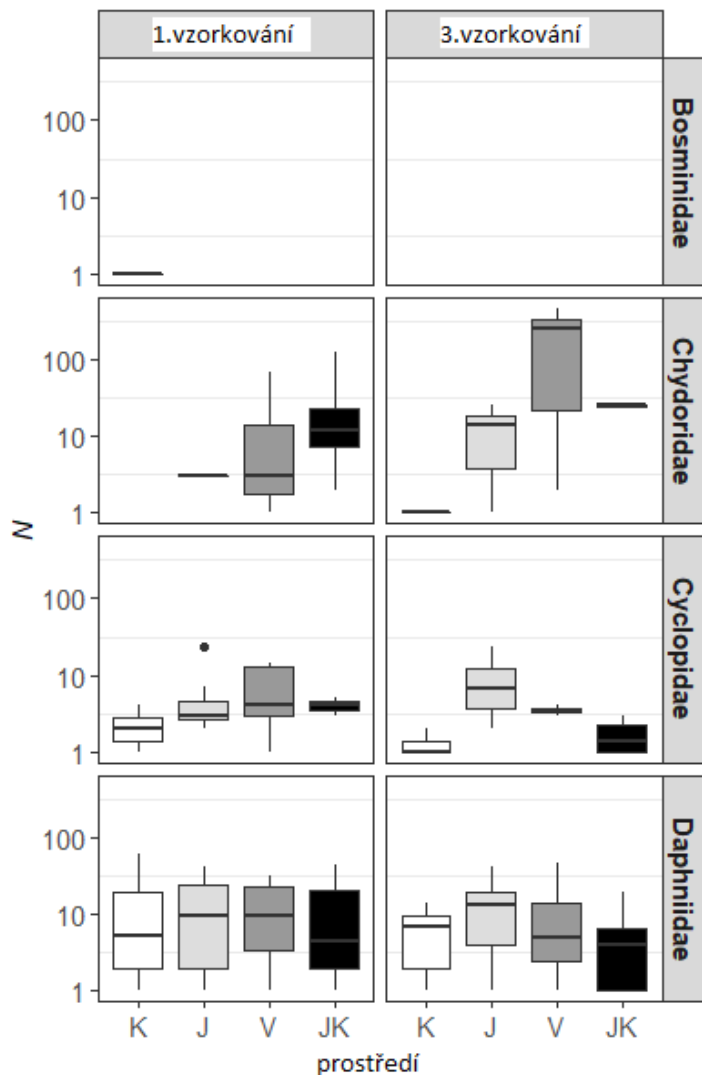 1.vzorkování 3.vzorkování
100
10
1
Bosminidae
100
10
1
Chydoridae
N
100
10
1
Cyclopidae
100
10
1
Daphniidae
K J V JK K J V JK
prostředí